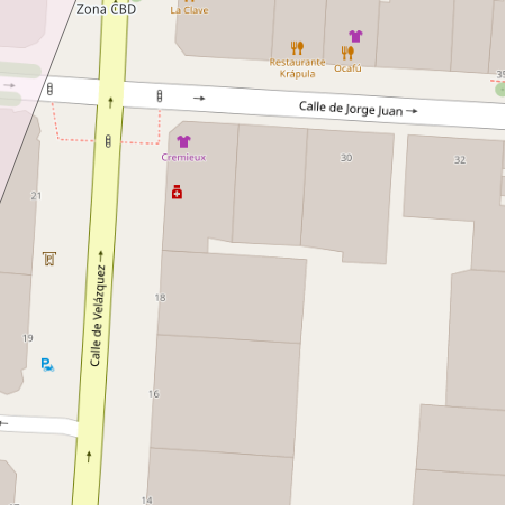 Zona CBD
La Clave
Restaurante
Krápula
Ocafú
Calle de Jorge Juan
Cremieux
30
32
21
Calle de Velázquez
18
19
P
16
14